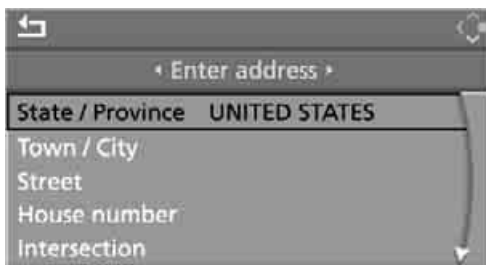 Enter address
State / Province UNITED STATES
Town / City
Street
House number
Intersection